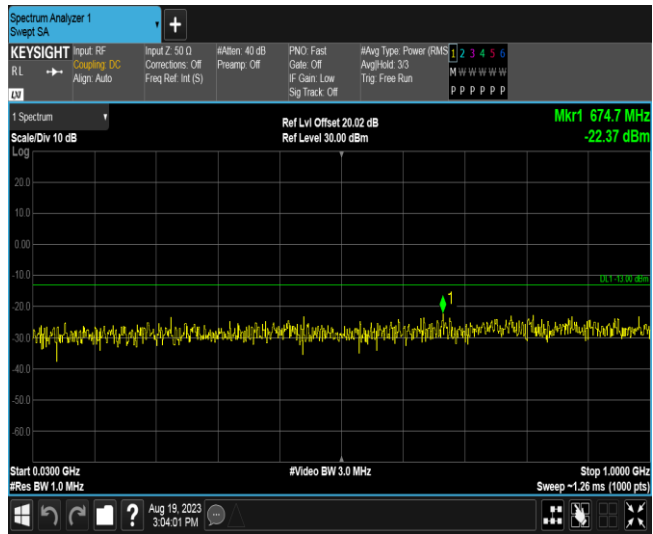 Spectrum Analyzer 1
Swept SA
+
KEYSIGHT
RL
LXI
Input: RF
Coupling: DC
Align: Auto
Input Z: 50 Ω
Corrections: Off
Freq Ref: Int (S)
#Atten: 40 dB
Preamp: Off
PNO: Fast
Gate: Off
IF Gain: Low
Sig Track: Off
#Avg Type: Power (RMS
Avg|Hold: 3/3
Trig: Free Run
1 2 3 4 5 6
M W W W W W
P P P P P P
1 Spectrum
Scale/Div 10 dB
Ref Lvl Offset 20.02 dB
Ref Level 30.00 dBm
Mkr1 674.7 MHz
-22.37 dBm
Log
20.0
10.0
0.00
-10.0
DL1 -13.00 dBm
1
-20.0
-30.0
-40.0
-50.0
-60.0
Start 0.0300 GHz
#Video BW 3.0 MHz
Stop 1.0000 GHz
#Res BW 1.0 MHz
Sweep ~1.26 ms (1000 pts)
?
Aug 19, 2023
3:04:01 PM